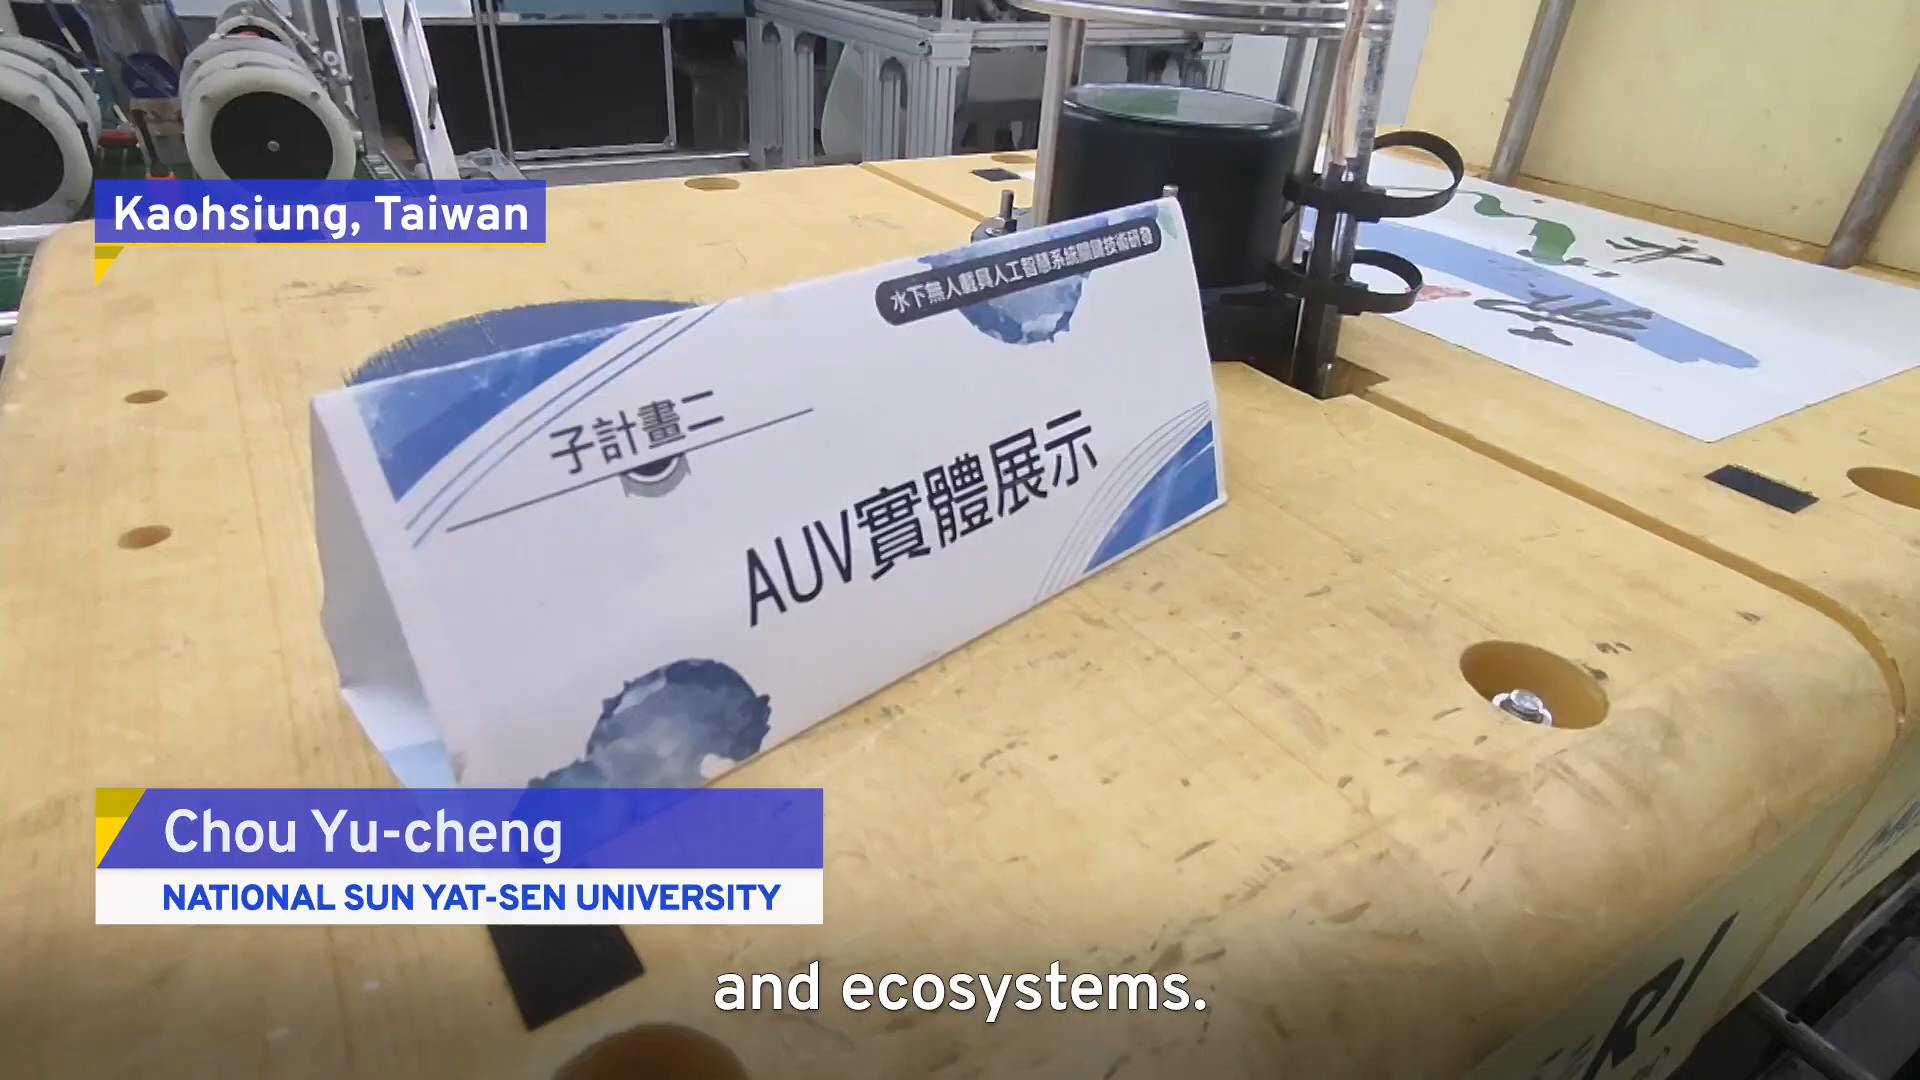 Kaohsiung, Taiwan
水下無人載具人工智慧系統關鍵技術研發
子計畫二
AUV實體展示
Chou Yu-cheng
NATIONAL SUN YAT-SEN UNIVERSITY
and ecosystems.